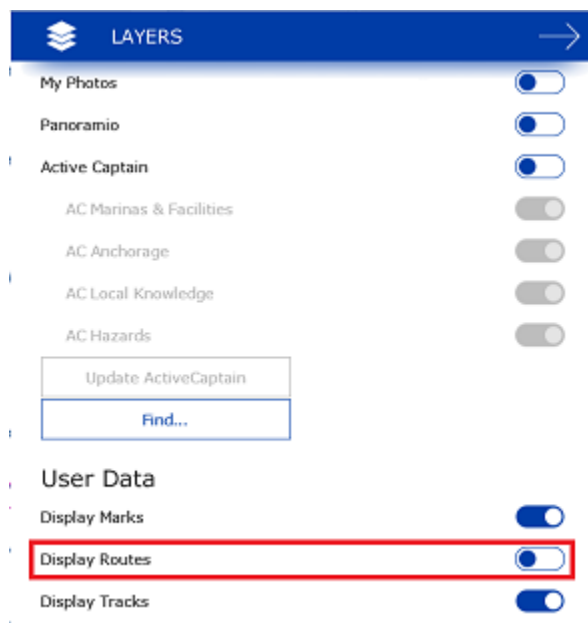 LAYERS
My Photos
Panoramio
Active Captain
AC Marinas & Facilities
AC Anchorage
AC Local Knowledge
AC Hazards
Update ActiveCaptain
Find...
User Data
Display Marks
Display Routes
Display Tracks